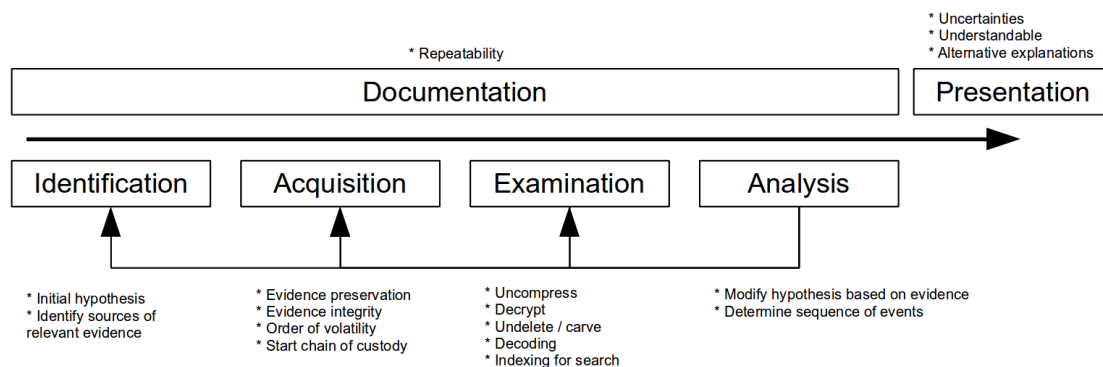 * Uncertainties
* Understandable
* Alternative explanations
* Repeatability
Documentation
Presentation
Identification
Acquisition
Examination
Analysis
* Initial hypothesis
* Identify sources of
relevant evidence
* Evidence preservation
* Evidence integrity
* Order of volatility
* Start chain of custody
* Uncompress
* Decrypt
* Undelete / carve
* Decoding
* Indexing for search
* Modify hypothesis based on evidence
* Determine sequence of events